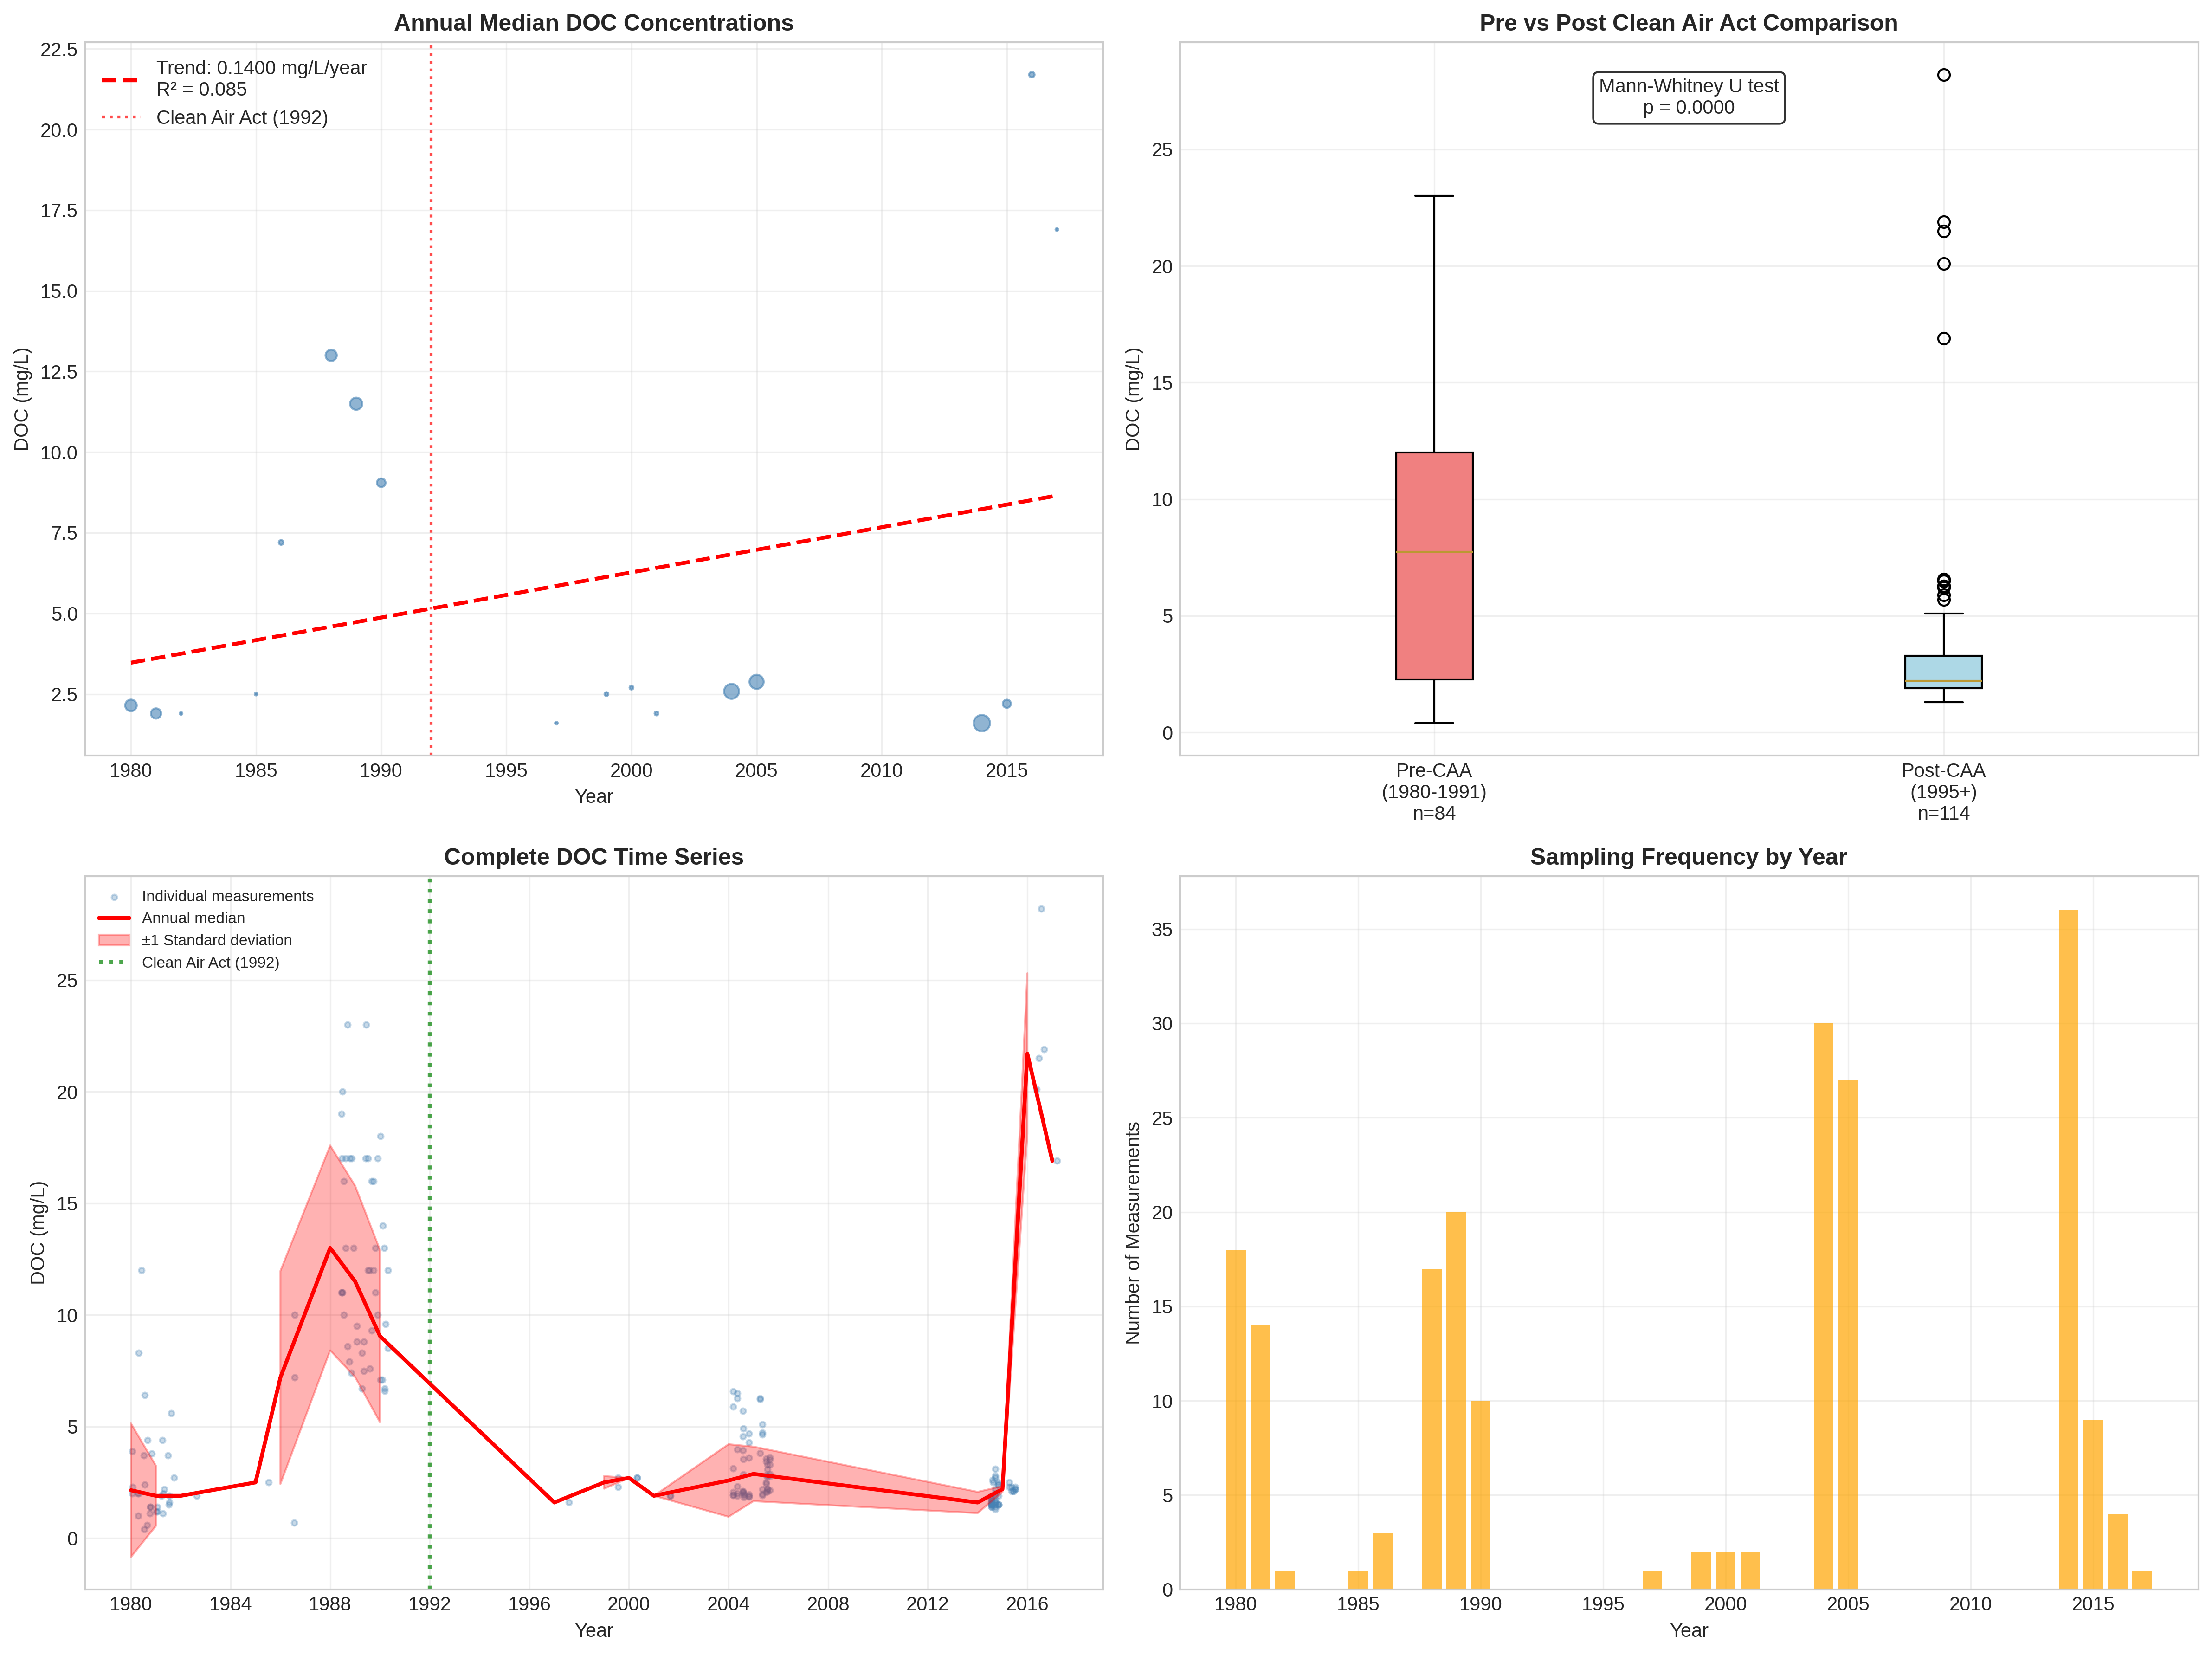 Annual Median DOC Concentrations
22.5
20.0
17.5
15.0
12.5
10.0
7.5
5.0
2.5
DOC (mg/L)
Trend: 0.1400 mg/L/year
R² = 0.085
Clean Air Act (1992)
1980 1985 1990 1995 2000 2005 2010 2015
Year
Pre vs Post Clean Air Act Comparison
Mann-Whitney U test
p = 0.0000
25
20
15
10
5
0
DOC (mg/L)
Pre-CAA
(1980-1991)
n=84
Post-CAA
(1995+)
n=114
Complete DOC Time Series
Individual measurements
Annual median
±1 Standard deviation
Clean Air Act (1992)
25
20
15
10
5
0
DOC (mg/L)
1980 1984 1988 1992 1996 2000 2004 2008 2012 2016
Year
Sampling Frequency by Year
35
30
25
20
15
10
5
0
Number of Measurements
1980 1985 1990 1995 2000 2005 2010 2015
Year